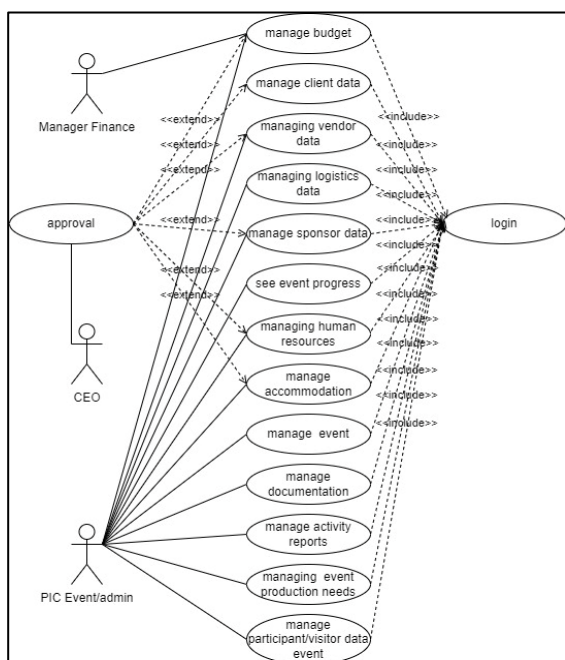 manage budget
Manager Finance
manage client data
<<extend>>
<<include>>
managing vendor
data
<<extend>>
<<include>>
<<extend>>
<<include>>
managing logistics
data
<<include>>
approval
<<extend>>
manage sponsor data
<<include>>
login
<<include>>
see event progress
<<extend>>
<<include>>
<<extend>>
<<include>>
managing human
resources
<<include>>
<<include>>
CEO
manage
accommodation
<<include>>
<<include>>
manage event
<<include>>
manage
documentation
manage activity
reports
PIC Event/admin
managing event
production needs
manage
participant/visitor data
event